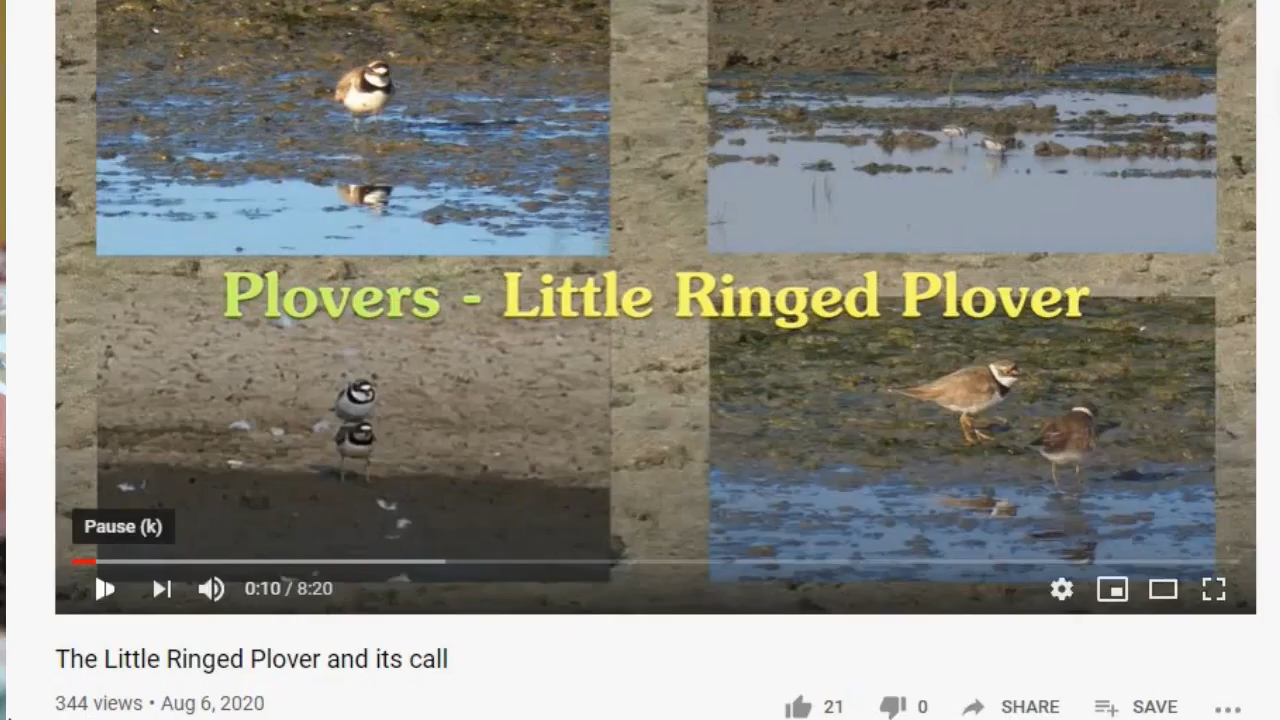 Plovers - Little Ringed Plover
Pause (k)
0:10 / 8:20
The Little Ringed Plover and its call
344 views • Aug 6, 2020
21
0
SHARE
SAVE